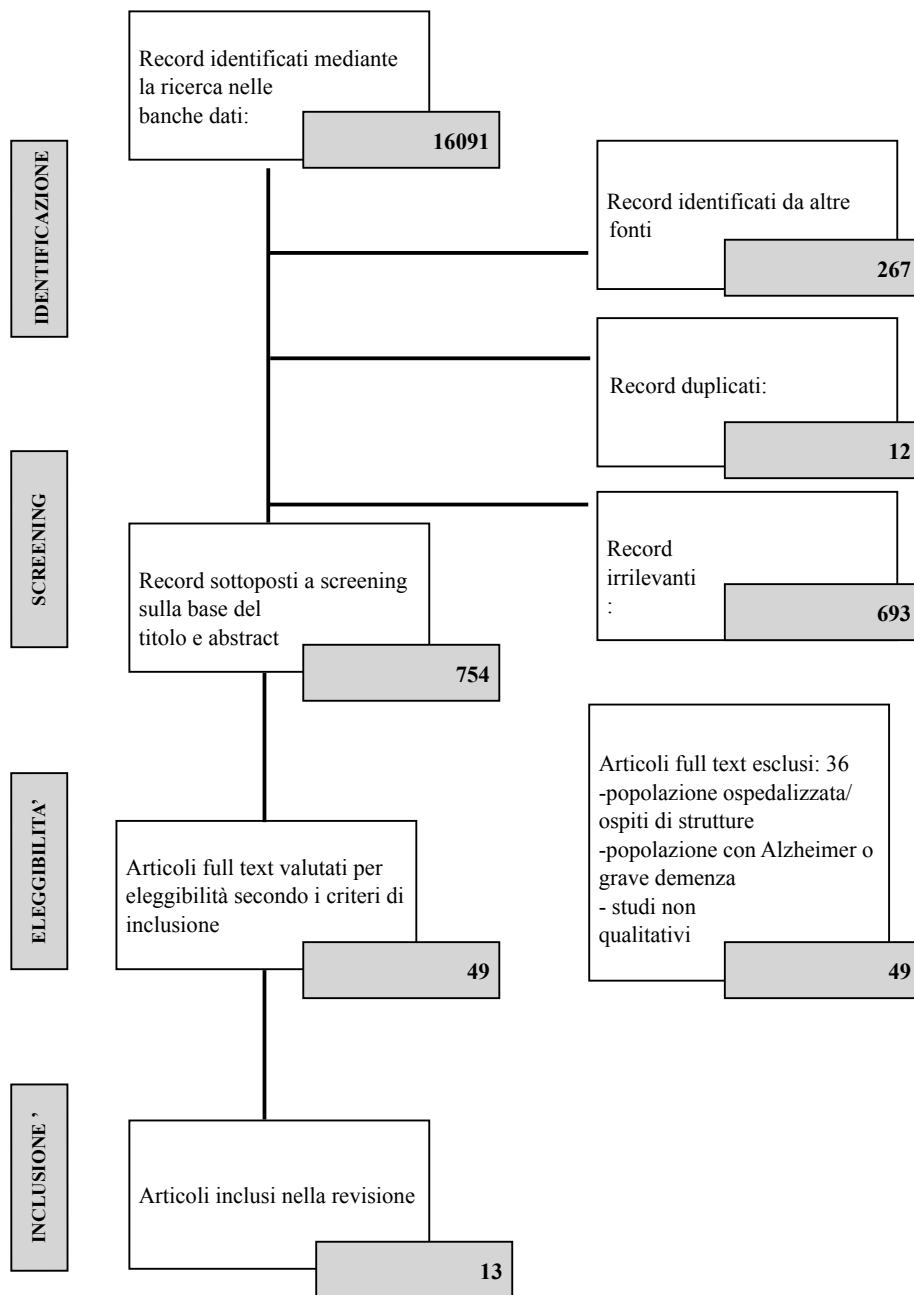 Record identificati mediante
la ricerca nelle
banche dati:
16091
IDENTIFICAZIONE
Record identificati da altre
fonti
267
Record duplicati:
12
SCREENING
Record sottoposti a screening
sulla base del
titolo e abstract
754
Record
irrilevanti
:
693
ELEGGIBILITA’
Articoli full text valutati per
eleggibilità secondo i criteri di
inclusione
49
Articoli full text esclusi: 36
-popolazione ospedalizzata/
ospiti di strutture
-popolazione con Alzheimer o
grave demenza
- studi non
qualitativi
49
INCLUSIONE ’
Articoli inclusi nella revisione
13